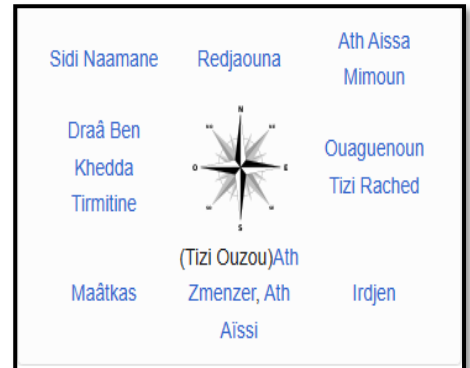 Sidi Naamane
Redjaouna
Ath Aissa
Mimoun
Draâ Ben
Khedda
Tirmitine
N
O
E
S
Ouaguenoun
Tizi Rached
Maâtkas
(Tizi Ouzou)Ath
Zmenzer, Ath
Aïssi
Irdjen